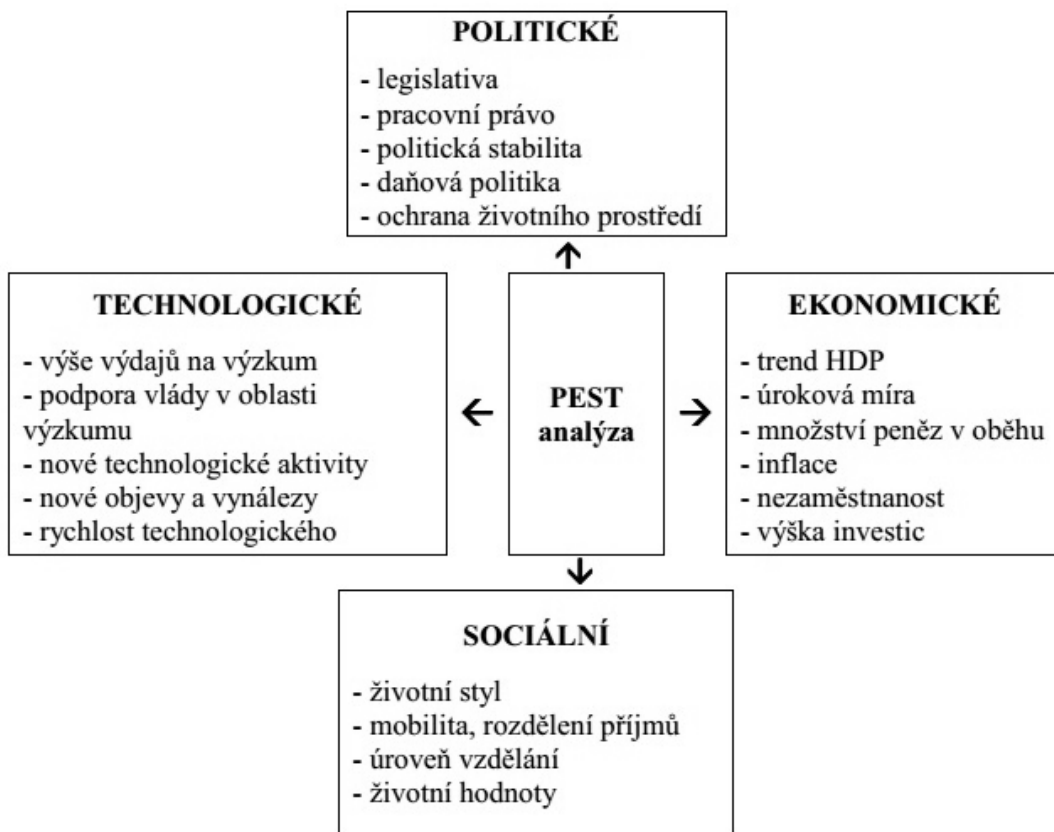 POLITICKÉ
- legislativa
- pracovní právo
- politická stabilita
- daňová politika
- ochrana životního prostředí
TECHNOLOGICKÉ
- výše výdajů na výzkum
- podpora vlády v oblasti
výzkumu
- nové technologické aktivity
- nové objevy a vynálezy
- rychlost technologického
PEST
analýza
EKONOMICKÉ
- trend HDP
- úroková míra
- množství peněz v oběhu
- inflace
- nezaměstnanost
- výška investic
SOCIÁLNÍ
- životní styl
- mobilita, rozdělení příjmů
- úroveň vzdělání
- životní hodnoty